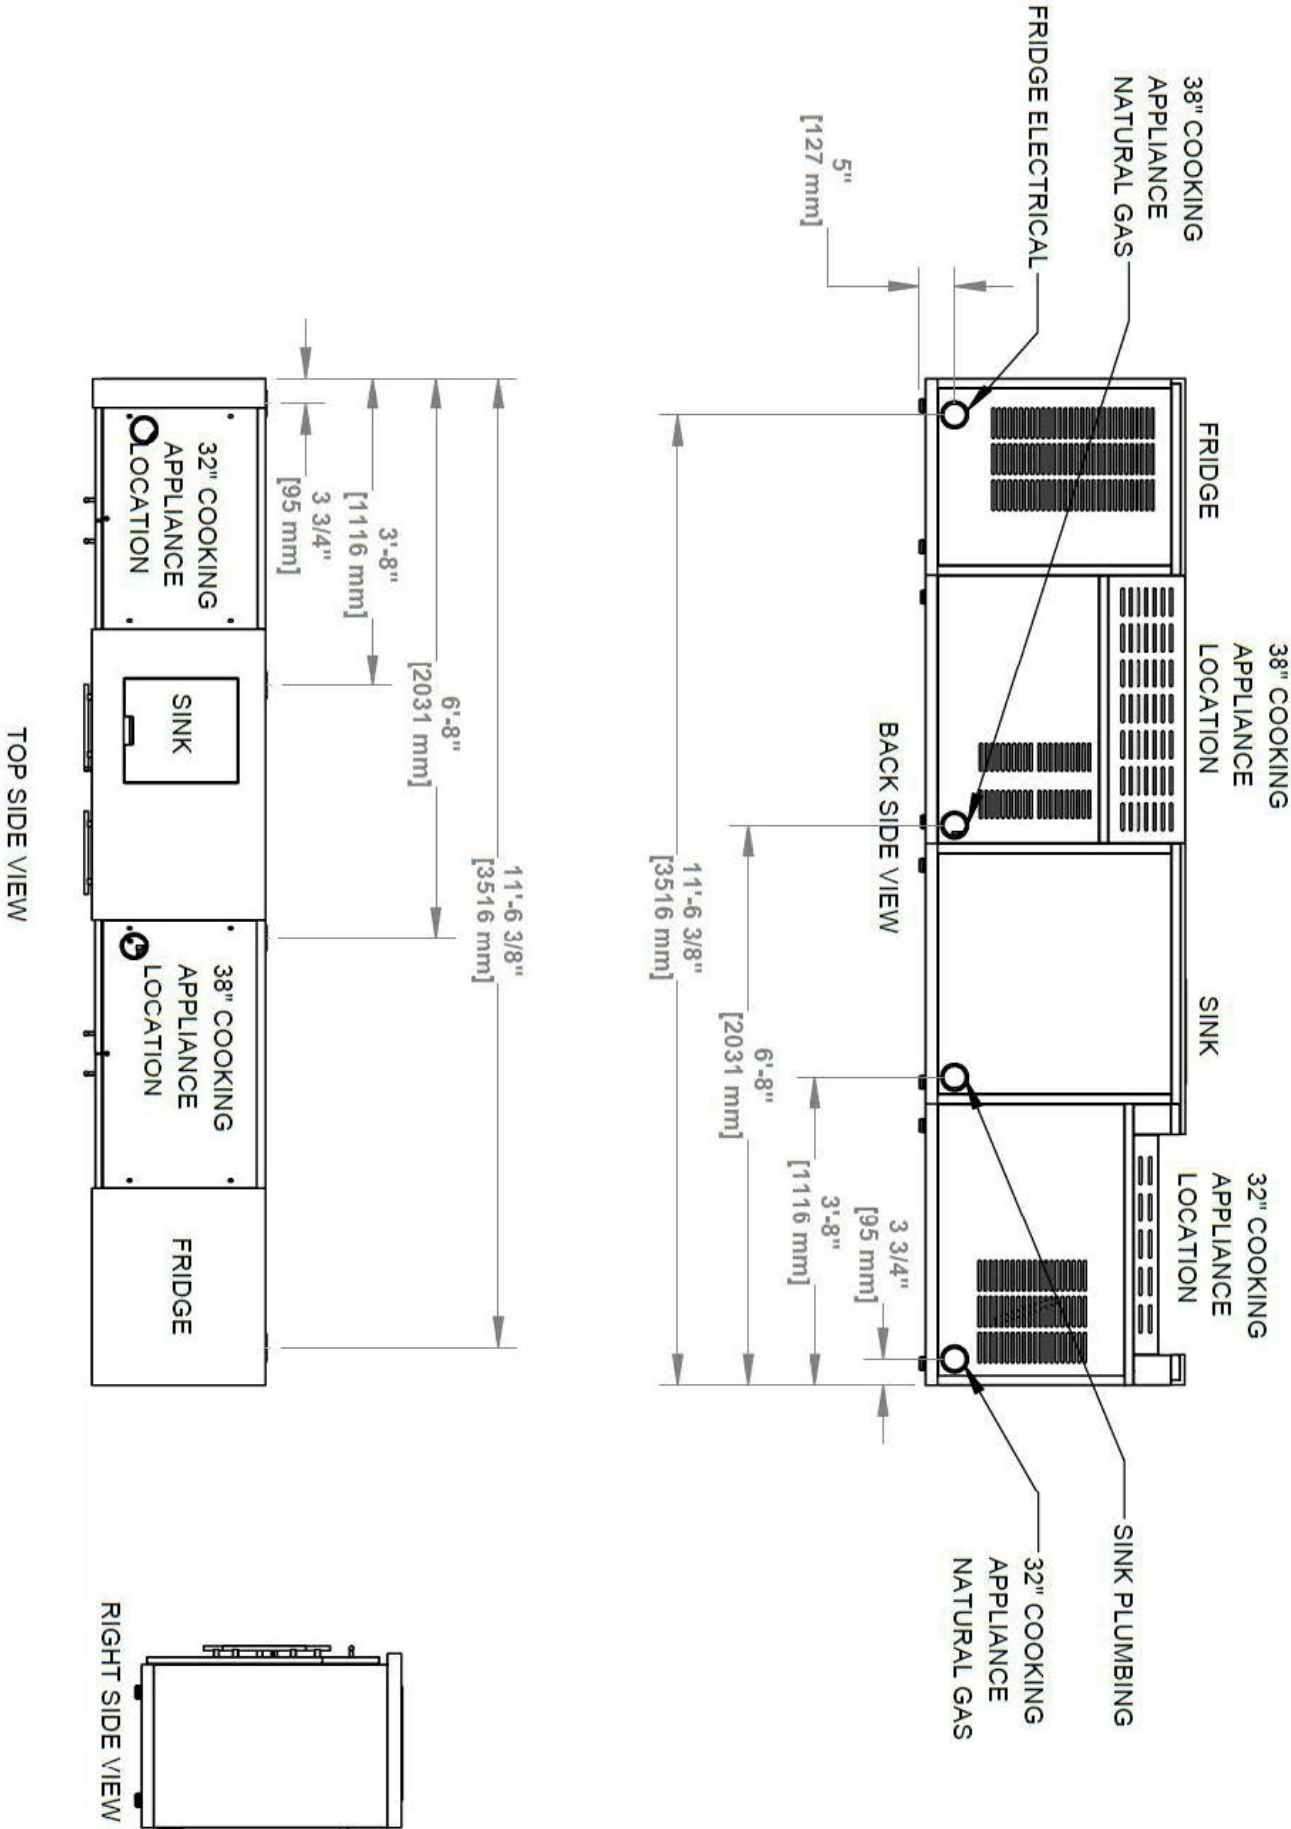 38" COOKING
APPLIANCE
NATURAL GAS
FRIDGE ELECTRICAL
FRIDGE
38" COOKING
APPLIANCE
LOCATION
SINK
32" COOKING
APPLIANCE
LOCATION
SINK PLUMBING
32" COOKING
APPLIANCE
NATURAL GAS
5"
[127 mm]
BACK SIDE VIEW
3 3/4"
[95 mm]
3'-8"
[1116 mm]
6'-8"
[2031 mm]
11'-6 3/8"
[3516 mm]
11'-6 3/8"
[3516 mm]
6'-8"
[2031 mm]
3'-8"
[1116 mm]
3 3/4"
[95 mm]
32" COOKING
APPLIANCE
LOCATION
SINK
38" COOKING
APPLIANCE
LOCATION
FRIDGE
TOP SIDE VIEW
RIGHT SIDE VIEW